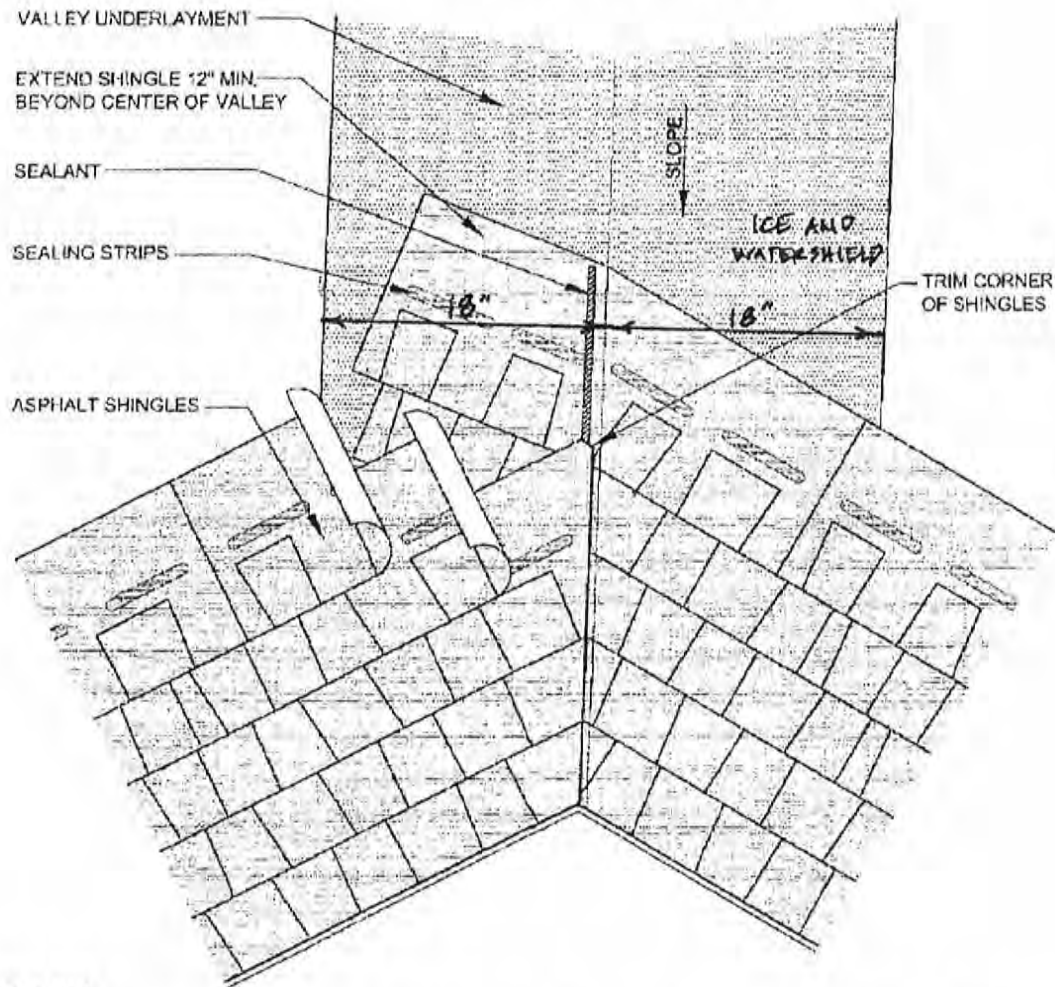 VALLEY UNDERLAYMENT
EXTEND SHINGLE 12" MIN.
BEYOND CENTER OF VALLEY
SEALANT
SLOPE
ICE AND
WATERSHIELD
SEALING STRIPS
TRIM CORNER
OF SHINGLES
18"
18"
ASPHALT SHINGLES